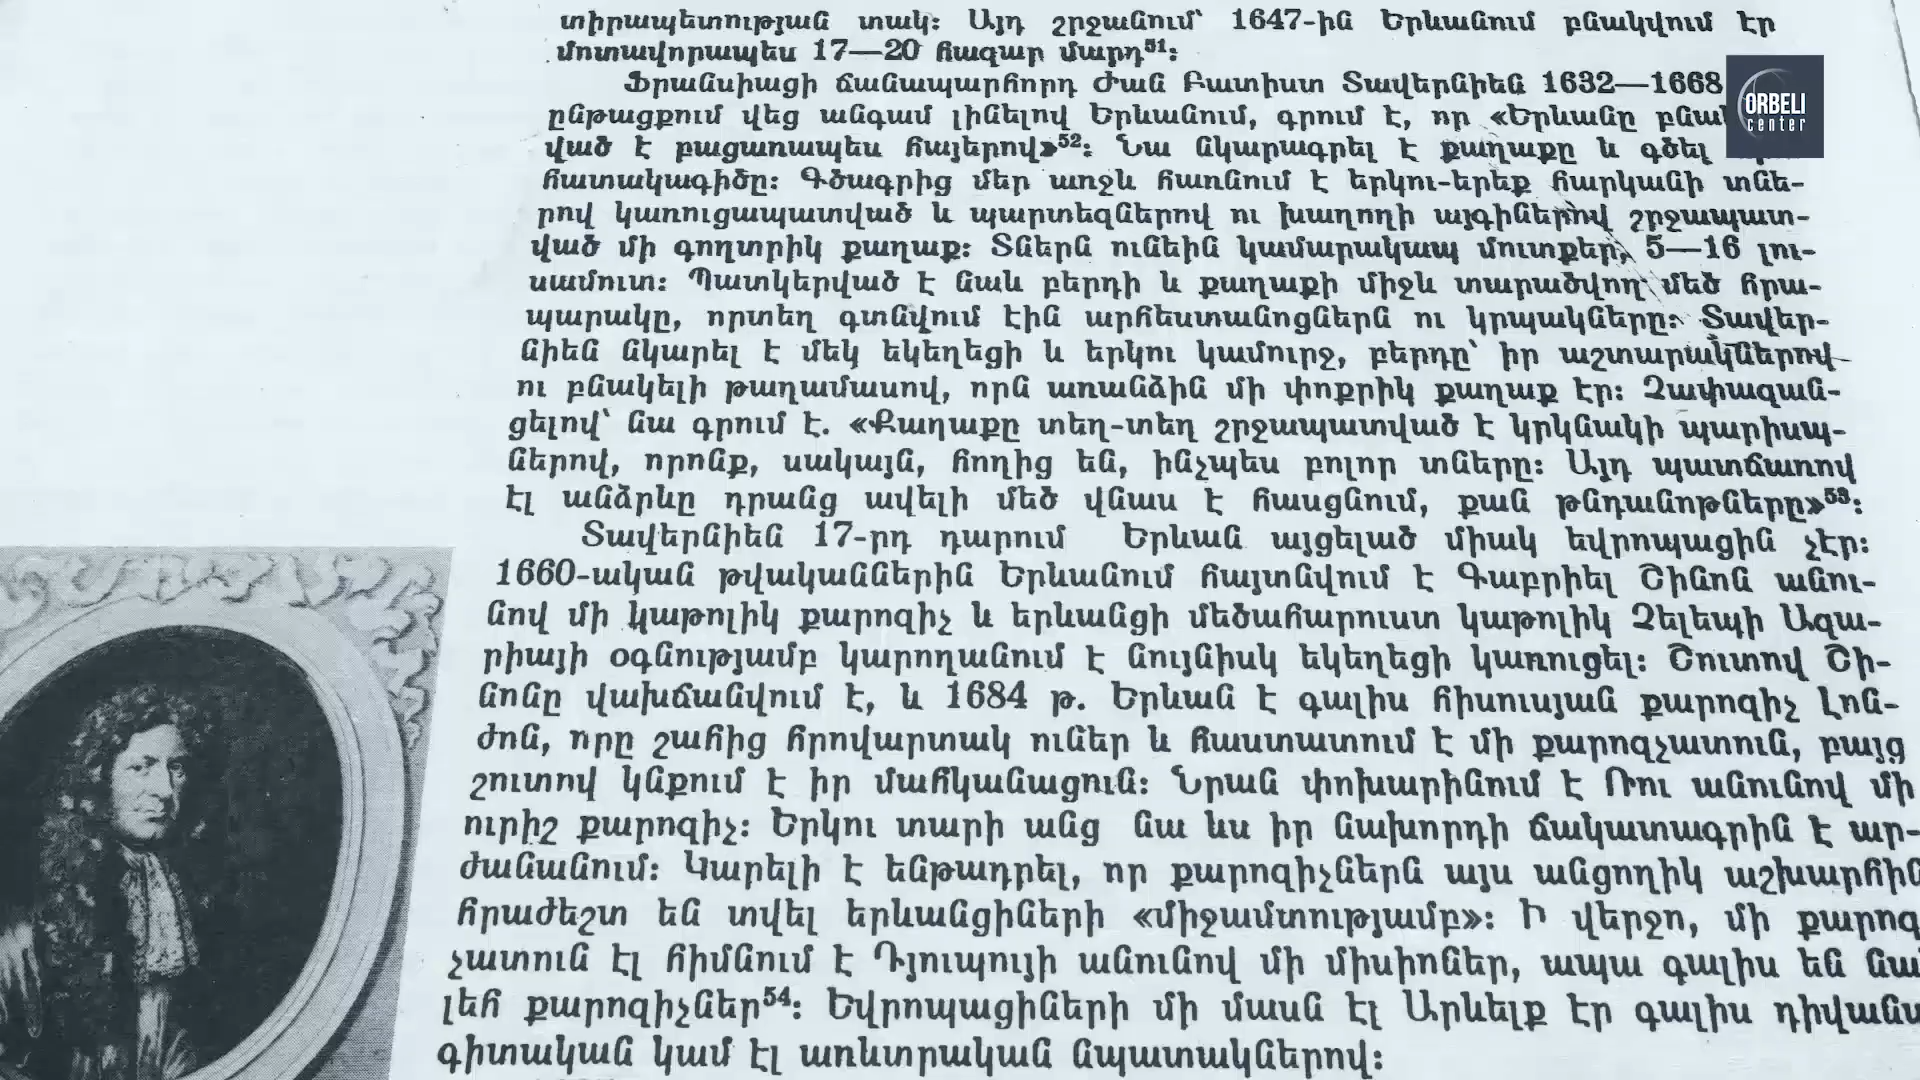 տիրապետության տակ։ Այդ շրջանում՝ 1647-ին Երևանում բնակվում էր
մոտավորապես 17—20 հազար մարդ⁵¹։
Ֆրանսիացի ճանապարհորդ Ժան Բատիստ Տավերնիեն 1632—1668
ընթացքում վեց անգամ լինելով Երևանում, գրում է, որ «Երևանը բնակ
ված է բացառապես հայերով»⁵²։ Նա նկարագրել է քաղաքը և գծել
հատակագիծը։ Գծագրից մեր առջև հառնում է երկու-երեք հարկանի տնե-
րով կառուցապատված և պարտեզներով ու խաղողի այգիներով շրջապատ-
ված մի գողտրիկ քաղաք։ Տներն ունեին կամարակապ մուտքեր, 5—16 լու-
սամուտ։ Պատկերված է նաև բերդի և քաղաքի միջև տարածվող մեծ հրա-
պարակը, որտեղ գտնվում էին արհեստանոցներն ու կրպակները։ Տավեր-
նիեն նկարել է մեկ եկեղեցի և երկու կամուրջ, բերդը՝ իր աշտարակներով
ու բնակելի թաղամասով, որն առանձին մի փոքրիկ քաղաք էր։ Չափազան-
ցելով՝ նա գրում է. «Քաղաքը տեղ-տեղ շրջապատված է կրկնակի պարիսպ-
ներով, որոնք, սակայն, հողից են, ինչպես բոլոր տները։ Այդ պատճառով
էլ անձրևը դրանց ավելի մեծ վնաս է հասցնում, քան թնդանոթները»⁵³։
Տավերնիեն 17-րդ դարում Երևան այցելած միակ եվրոպացին չէր։
1660-ական թվականներին Երևանում հայտնվում է Գաբրիել Շինոն անու-
նով մի կաթոլիկ քարոզիչ և երևանցի մեծահարուստ կաթոլիկ Չելեպի Ազա-
րիայի օգնությամբ կարողանում է նույնիսկ եկեղեցի կառուցել։ Շուտով Շի-
նոնը վախճանվում է, և 1684 թ. Երևան է գալիս հիսուսյան քարոզիչ Լոն-
ժոն, որը շահից հրովարտակ ուներ և հաստատում է մի քարոզչատուն, բայց
շուտով կնքում է իր մահկանացուն։ Նրան փոխարինում է Ռու անունով մի
ուրիշ քարոզիչ։ Երկու տարի անց նա ևս իր նախորդի ճակատագրին է ար-
ժանանում։ Կարելի է ենթադրել, որ քարոզիչներն այս անցողիկ աշխարհին
հրաժեշտ են տվել երևանցիների «միջամտությամբ»։ Ի վերջո, մի քարոզ
չատուն էլ հիմնում է Դյուպույի անունով մի միսիոներ, ապա գալիս են նա
լեհ քարոզիչներ⁵⁴։ Եվրոպացիների մի մասն էլ Արևելք էր գալիս դիվանա
գիտական կամ էլ առևտրական նպատակներով։
ORBELI
center